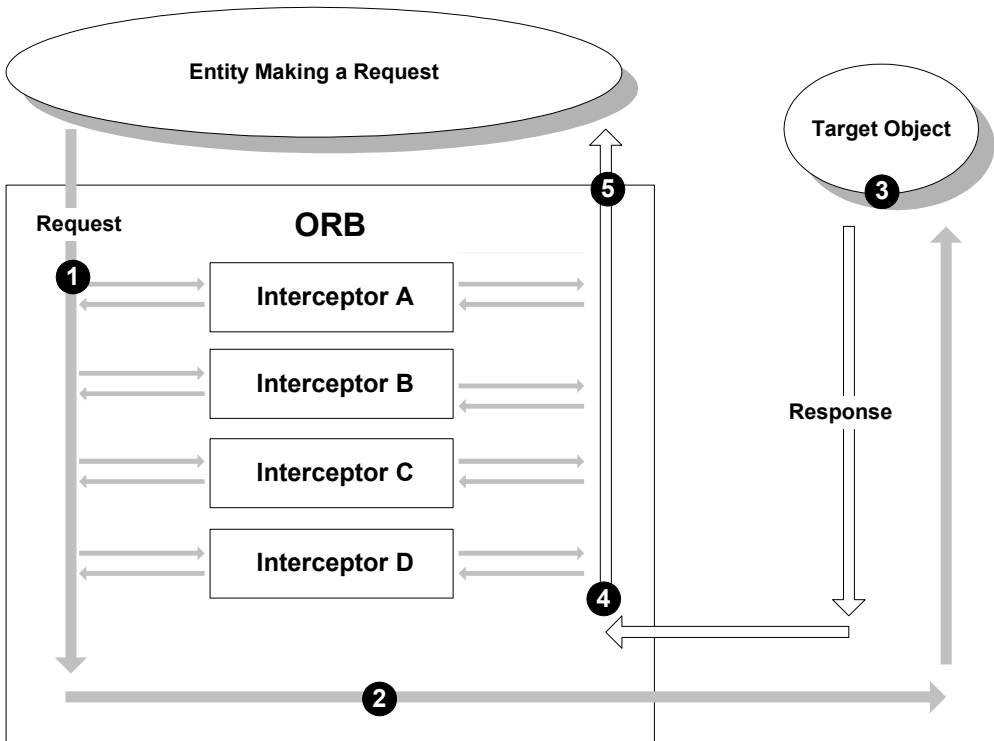 Entity Making a Request
Target Object
3
5
Request
ORB
1
Interceptor A
Interceptor B
Response
Interceptor C
Interceptor D
4
2